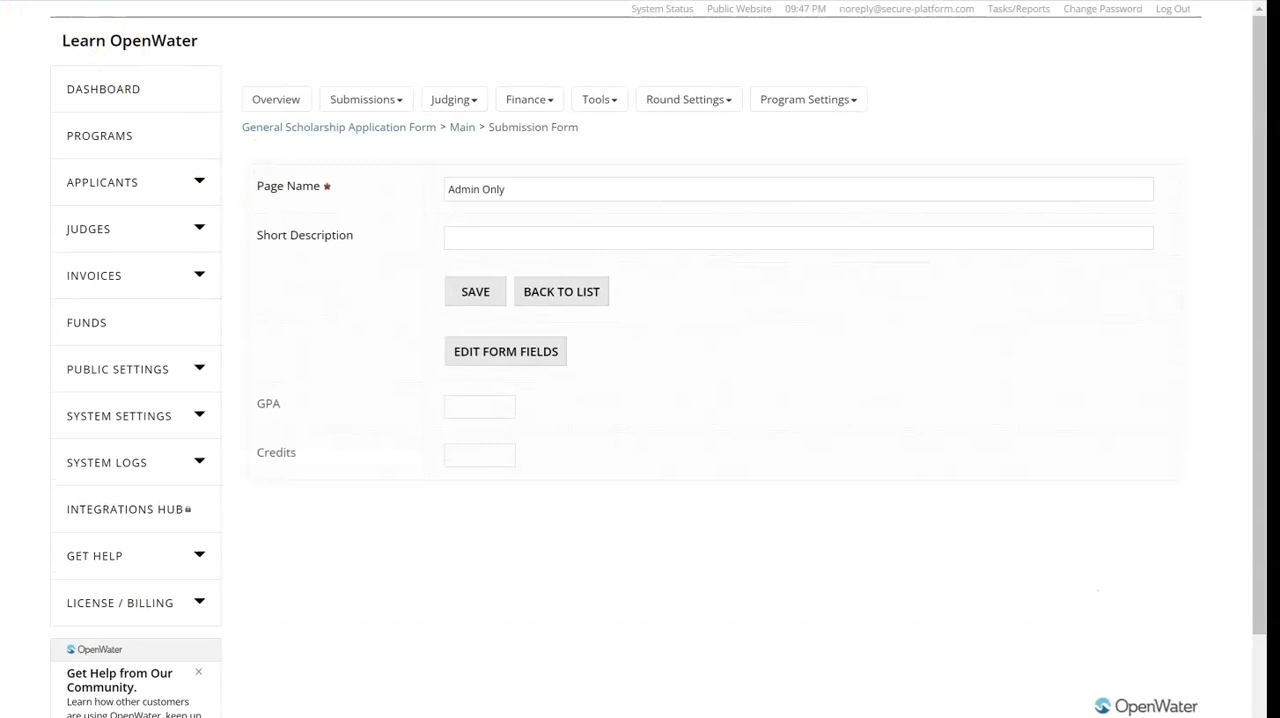 System Status Public Website 09:47 PM noreply@secure-platform.com Tasks/Reports Change Password Log Out
Learn OpenWater
DASHBOARD
PROGRAMS
APPLICANTS
JUDGES
INVOICES
FUNDS
PUBLIC SETTINGS
SYSTEM SETTINGS
SYSTEM LOGS
INTEGRATIONS HUB
GET HELP
LICENSE / BILLING
OpenWater
Get Help from Our
Community.
Learn how other customers
are using OpenWater, keep up
Overview Submissions Judging Finance Tools Round Settings Program Settings
General Scholarship Application Form > Main > Submission Form
Page Name Admin Only
Short Description
SAVE BACK TO LIST
EDIT FORM FIELDS
GPA
Credits
OpenWater